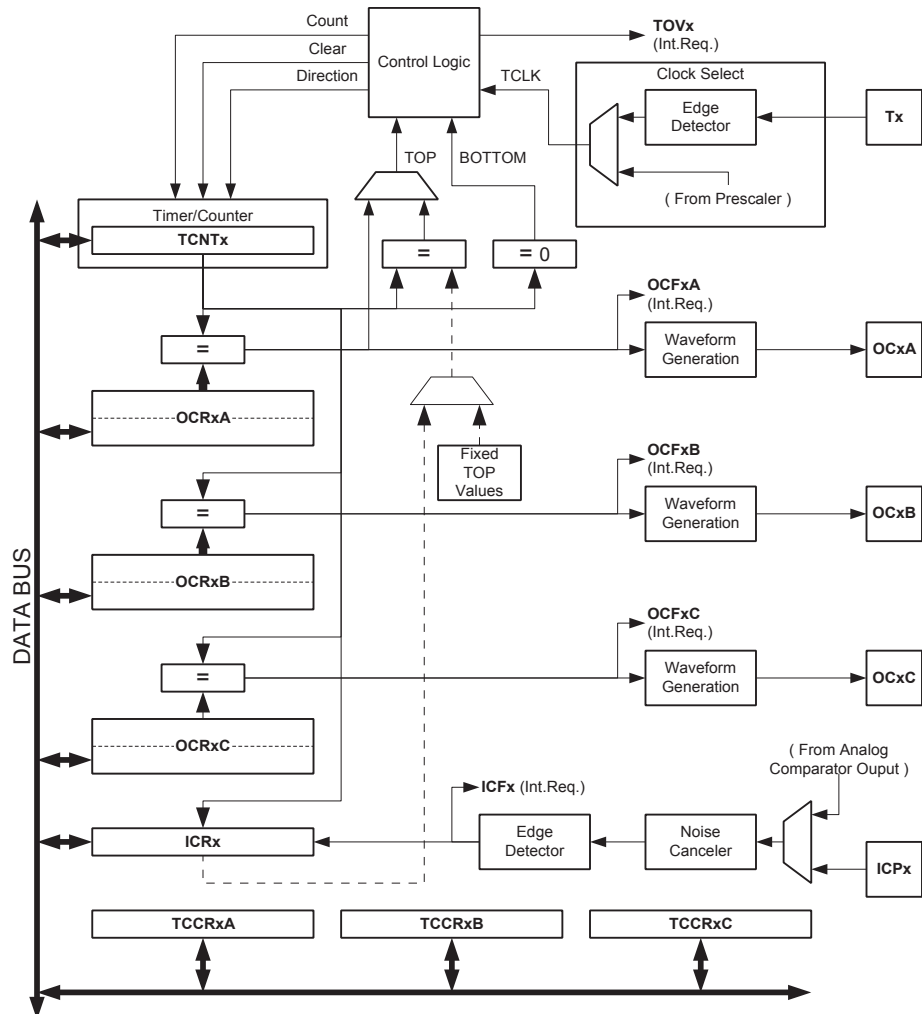 Count
Clear
Direction
Control Logic
TOVx
(Int.Req.)
Clock Select
TCLK
Edge
Detector
Tx
( From Prescaler )
TOP
BOTTOM
Timer/Counter
TCNTx
=
= 0
=
OCFxA
(Int.Req.)
Waveform
Generation
OCxA
OCRxA
Fixed
TOP
Values
=
OCFxB
(Int.Req.)
Waveform
Generation
OCxB
OCRxB
DATA BUS
=
OCFxC
(Int.Req.)
Waveform
Generation
OCxC
OCRxC
( From Analog
Comparator Ouput )
ICFx (Int.Req.)
ICRx
Edge
Detector
Noise
Canceler
ICPx
TCCRxA
TCCRxB
TCCRxC